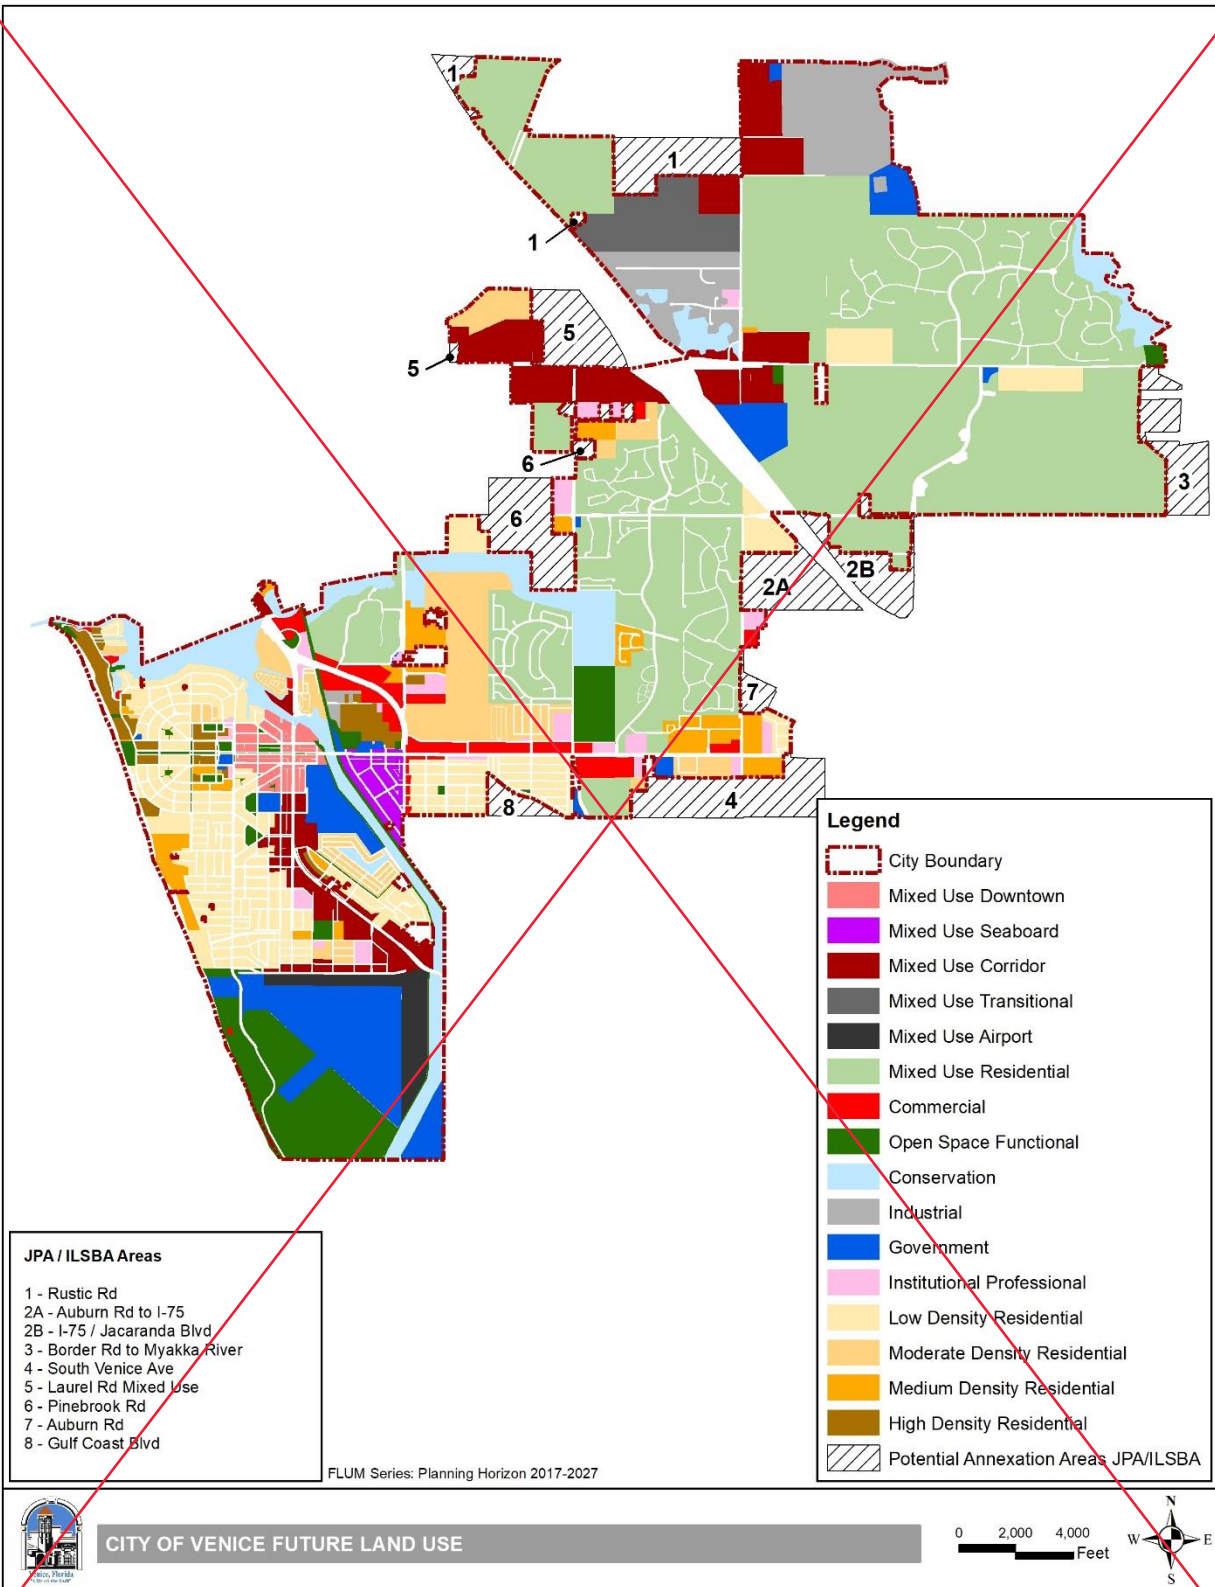 1
1
1
5
5
6
6
3
2B
2A
7
8
4
Legend
City Boundary
Mixed Use Downtown
Mixed Use Seaboard
Mixed Use Corridor
Mixed Use Transitional
Mixed Use Airport
Mixed Use Residential
Commercial
Open Space Functional
Conservation
Industrial
Government
Institutional Professional
Low Density Residential
Moderate Density Residential
Medium Density Residential
High Density Residential
Potential Annexation Areas JPA/ILSBA
JPA / ILSBA Areas
1 - Rustic Rd
2A - Auburn Rd to I-75
2B - I-75 / Jacaranda Blvd
3 - Border Rd to Myakka River
4 - South Venice Ave
5 - Laurel Rd Mixed Use
6 - Pinebrook Rd
7 - Auburn Rd
8 - Gulf Coast Blvd
FLUM Series: Planning Horizon 2017-2027
Venice, Florida
CITY OF VENICE FUTURE LAND USE
0 2,000 4,000
Feet
N
W E
S